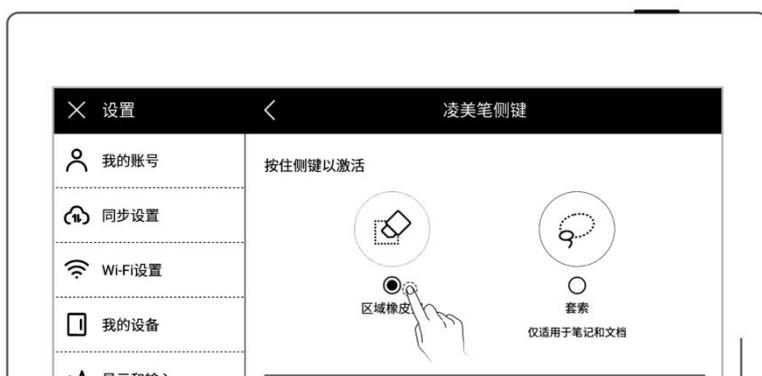 设置
凌美笔侧键
我的账号
同步设置
Wi-Fi设置
我的设备
按住侧键以激活
区域橡皮
套索
仅适用于笔记和文档